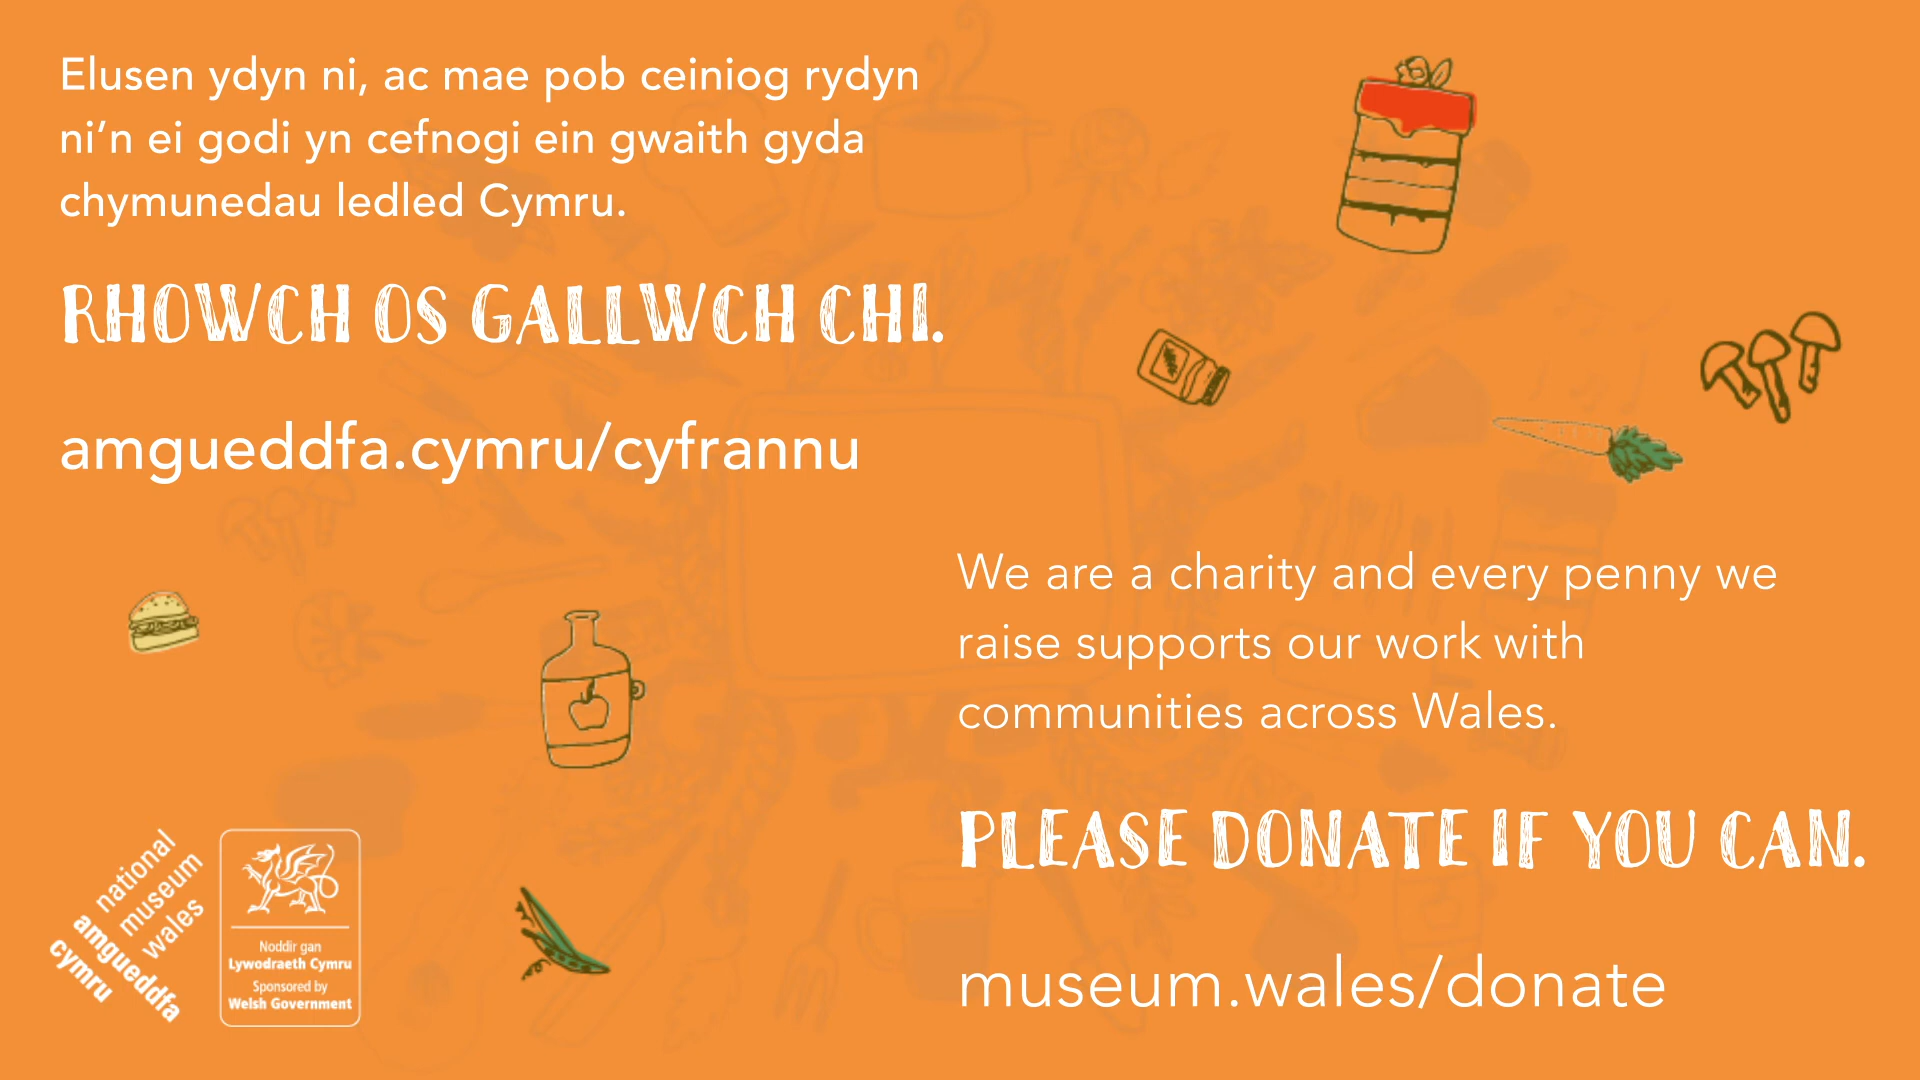 Elusen ydyn ni, ac mae pob ceiniog rydyn
ni’n ei godi yn cefnogi ein gwaith gyda
chymunedau ledled Cymru.
RHOWCH OS GALLWCH CHI.
amgueddfa.cymru/cyfrannu
We are a charity and every penny we
raise supports our work with
communities across Wales.
PLEASE DONATE IF YOU CAN.
museum.wales/donate
national
museum
wales
amgueddfa
cymru
Noddir gan
Lywodraeth Cymru
Sponsored by
Welsh Government